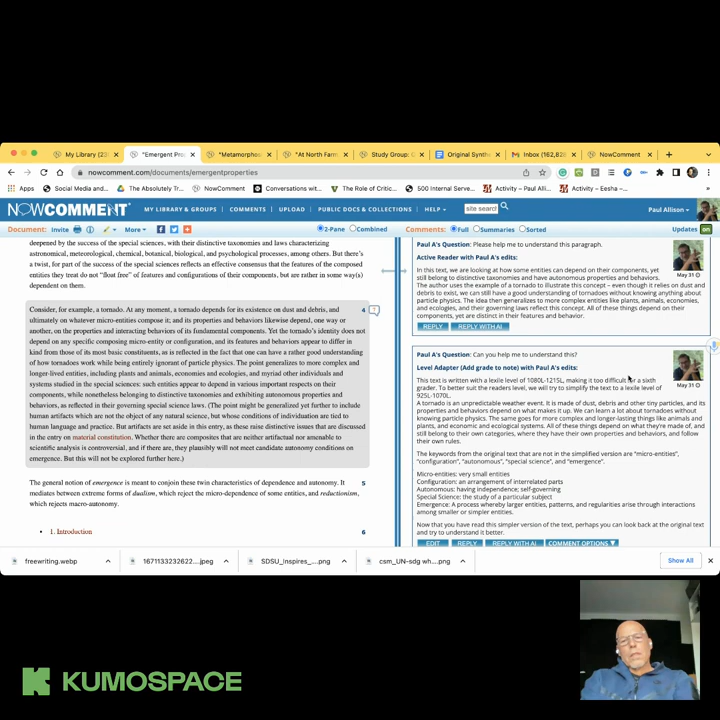 My Library (23
"Emergent Pro
"Metamorphos
"At North Farm
Study Group: C
Original Synthe
Inbox (162,828
NowComment
nowcomment.com/documents/emergentproperties
Apps
Social Media and...
The Absolutely Tr...
NowComment
Conversations wit...
The Role of Critic...
500 Internal Serve...
Activity – Paul Alli...
Activity – Eesha –...
NOWCOMMENT
MY LIBRARY & GROUPS
COMMENTS
UPLOAD
PUBLIC DOCS & COLLECTIONS
HELP
site search
Paul Allison
Document:
Invite
More
2-Pane
Combined
Comments:
Full
Summaries
Sorted
Updates
ON
deepened by the success of the special sciences, with their distinctive taxonomies and laws characterizing
astronomical, meteorological, chemical, botanical, biological, and psychological processes, among others. But there's
a twist, for part of the success of the special sciences reflects an effective consensus that the features of the composed
entities they treat do not "float free" of features and configurations of their components, but are rather in some way(s)
dependent on them.
Consider, for example, a tornado. At any moment, a tornado depends for its existence on dust and debris, and
4
ultimately on whatever micro-entities compose it; and its properties and behaviors likewise depend, one way or
another, on the properties and interacting behaviors of its fundamental components. Yet the tornado's identity does not
depend on any specific composing micro-entity or configuration, and its features and behaviors appear to differ in
kind from those of its most basic constituents, as is reflected in the fact that one can have a rather good understanding
of how tornadoes work while being entirely ignorant of particle physics. The point generalizes to more complex and
longer-lived entities, including plants and animals, economies and ecologies, and myriad other individuals and
systems studied in the special sciences: such entities appear to depend in various important respects on their
components, while nonetheless belonging to distinctive taxonomies and exhibiting autonomous properties and
behaviors, as reflected in their governing special science laws. (The point might be generalized yet further to include
human artifacts which are not the object of any natural science, but whose conditions of individuation are tied to
human language and practice. But artifacts are set aside in this entry, as these raise distinctive issues that are discussed
in the entry on material constitution. Whether there are composites that are neither artifactual nor amenable to
scientific analysis is controversial, and if there are, they plausibly will not meet candidate autonomy conditions on
emergence. But this will not be explored further here.)
The general notion of emergence is meant to conjoin these twin characteristics of dependence and autonomy. It
5
mediates between extreme forms of dualism, which reject the micro-dependence of some entities, and reductionism,
which rejects macro-autonomy.
• 1. Introduction
6
Paul A's Question: Please help me to understand this paragraph.
Active Reader with Paul A's edits:
May 31
In this text, we are looking at how some entities can depend on their components, yet
still belong to distinctive taxonomies and have autonomous properties and behaviors.
The author uses the example of a tornado to illustrate this concept – even though it relies on dust and
debris to exist, we can still have a good understanding of tornadoes without knowing anything about
particle physics. The idea then generalizes to more complex entities like plants, animals, economies,
and ecologies, and their governing laws reflect this concept. All of these things depend on their
components, yet are distinct in their features and behavior.
REPLY
REPLY WITH AI
Paul A's Question: Can you help me to understand this?
Level Adapter (Add grade to note) with Paul A's edits:
May 31
This text is written with a lexile level of 1080L-1215L, making it too difficult for a sixth
grader. To better suit the readers level, we will try to simplify the text to a lexile level of
925L-1070L.
A tornado is an unpredictable weather event. It is made of dust, debris and other tiny particles, and its
properties and behaviors depend on what makes it up. We can learn a lot about tornadoes without
knowing particle physics. The same goes for more complex and longer-lasting things like animals and
plants, and economic and ecological systems. All of these things depend on what they're made of, and
still belong to their own categories, where they have their own properties and behaviors, and follow
their own rules.
The keywords from the original text that are not in the simplified version are "micro-entities",
"configuration", "autonomous", "special science", and "emergence".
Micro-entities: very small entities
Configuration: an arrangement of interrelated parts
Autonomous: having independence; self-governing
Special Science: the study of a particular subject
Emergence: A process whereby larger entities, patterns, and regularities arise through interactions
among smaller or simpler entities.
Now that you have read this simpler version of the text, perhaps you can look back at the original text
and try to understand it better.
EDIT
REPLY
REPLY WITH AI
COMMENT OPTIONS
freewriting.webp
1671133232622....jpeg
SDSU_Inspires_....png
csm_UN-sdg wh....png
Show All
KUMOSPACE